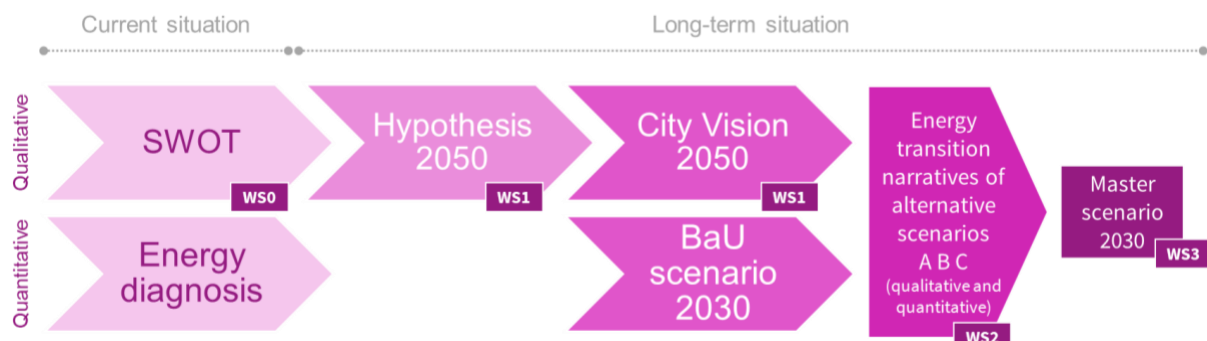 Current situation
Long-term situation
Qualitative
SWOT
WS0
Hypothesis
2050
WS1
City Vision
2050
WS1
Quantitative
Energy
diagnosis
BaU
scenario
2030
Energy
transition
narratives of
alternative
scenarios
A B C
(qualitative and
quantitative)
WS2
Master
scenario
2030
WS3